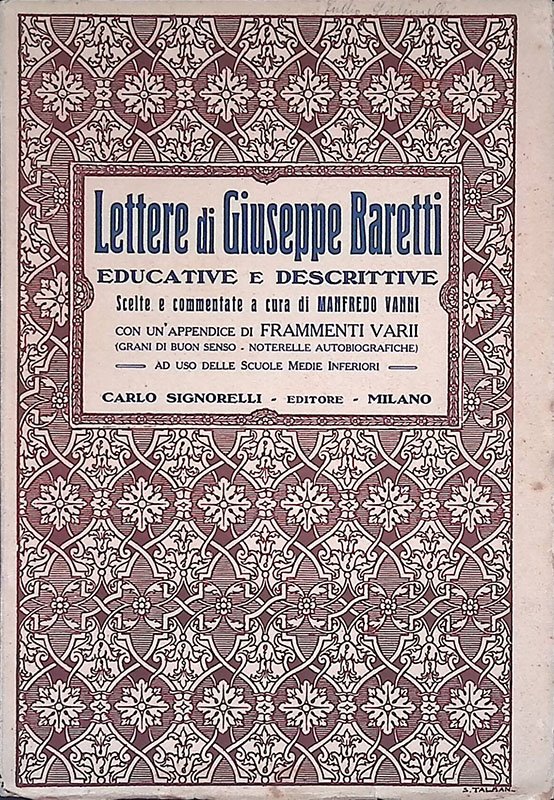 Lettere di Giuseppe Baretti
EDUCATIVE E DESCRITTIVE
Scelte e commentate a cura di MANFREDO VANNI
CON UN'APPENDICE DI FRAMMENTI VARII
(GRANI DI BUON SENSO - NOTERELLE AUTOBIOGRAFICHE)
AD USO DELLE SCUOLE MEDIE INFERIORI
CARLO SIGNORELLI - EDITORE - MILANO
S. TALMAN